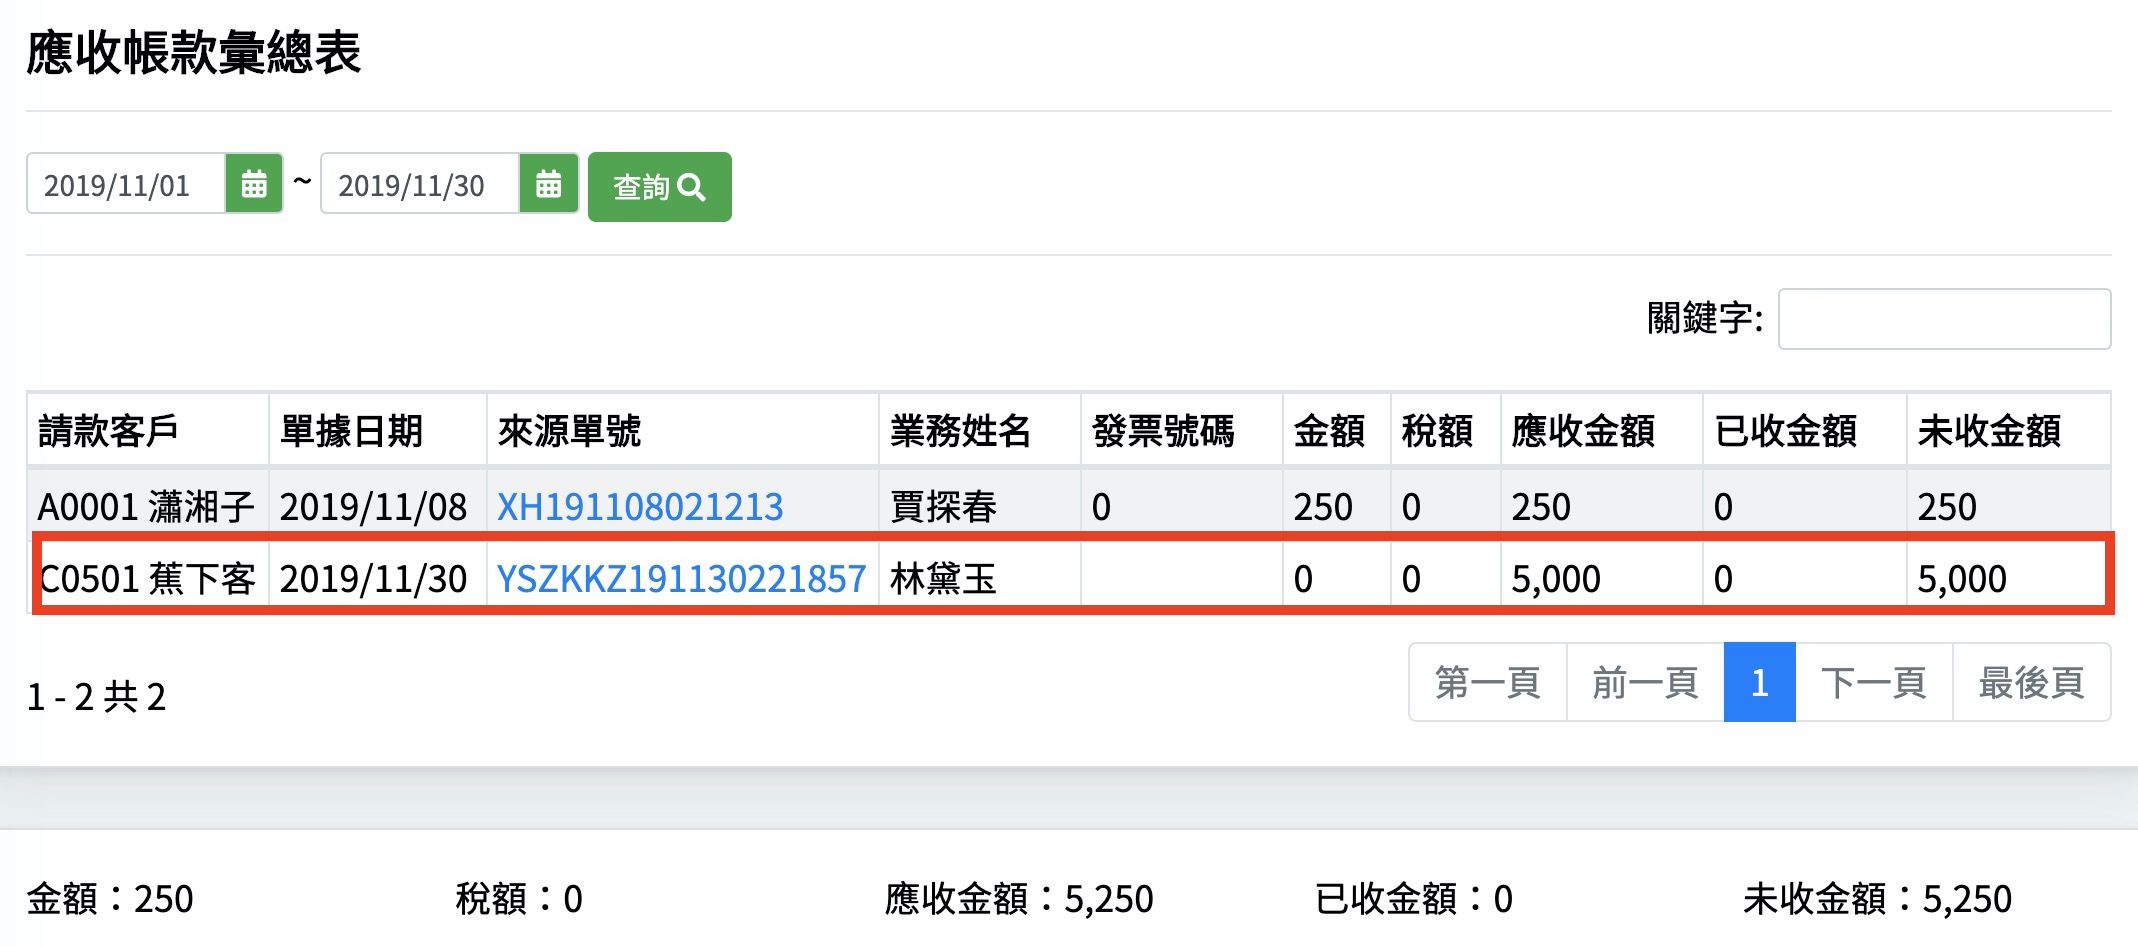 應收帳款彙總表
2019/11/01 ~ 2019/11/30 查詢
關鍵字:
請款客戶 單據日期 來源單號 業務姓名 發票號碼 金額 稅額 應收金額 已收金額 未收金額
A0001 瀟湘子 2019/11/08 XH191108021213 賈探春 0 250 0 250 0 250
C0501 蕉下客 2019/11/30 YSZKKZ191130221857 林黛玉 0 0 5,000 0 5,000
1 - 2 共 2 第一頁 前一頁 1 下一頁 最後頁
金額：250 稅額：0 應收金額：5,250 已收金額：0 未收金額：5,250